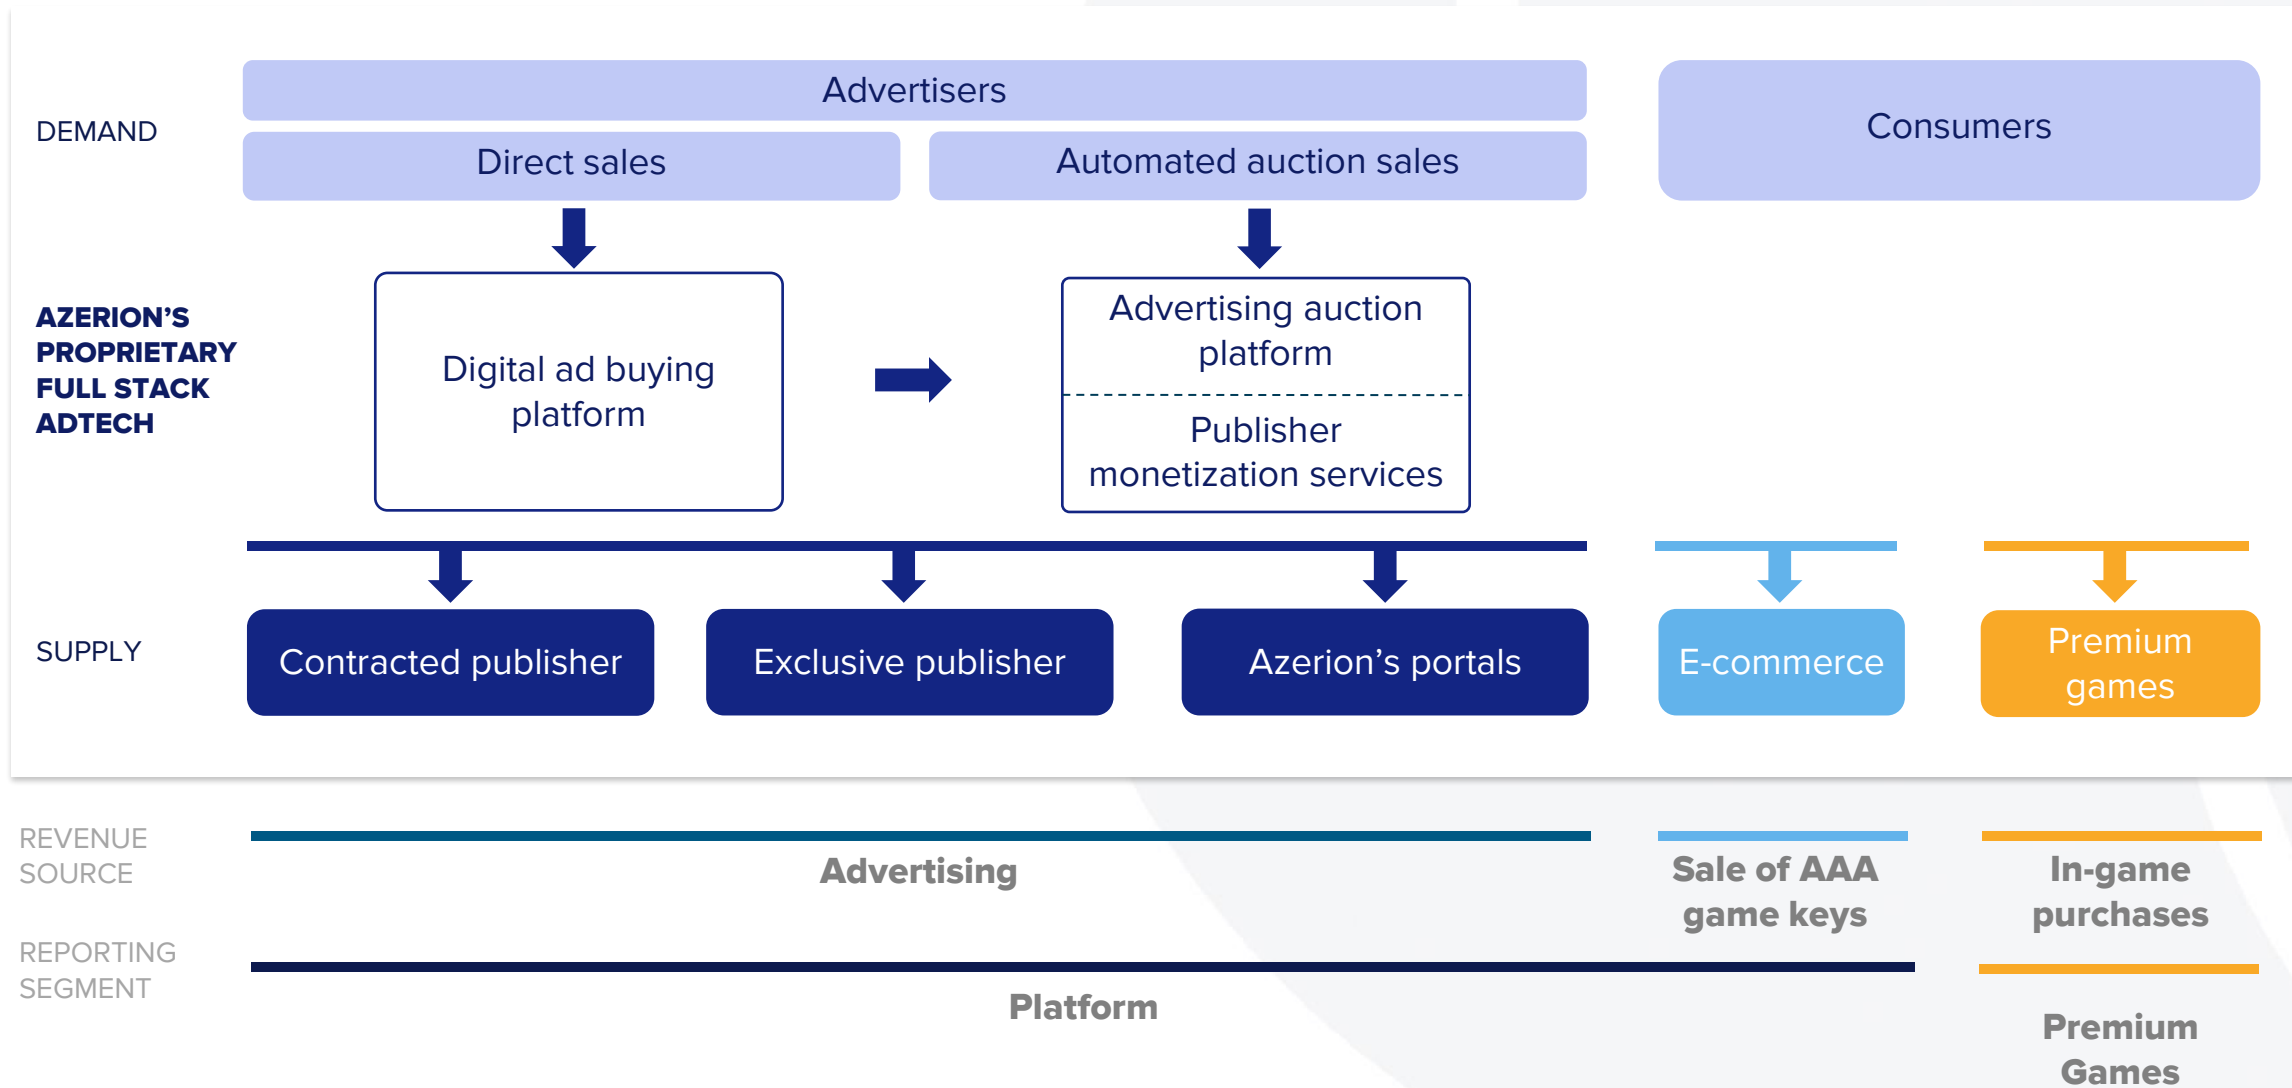 Advertisers
Consumers
DEMAND
Direct sales
Automated auction sales
AZERION’S
PROPRIETARY
FULL STACK
ADTECH
Digital ad buying
platform
Advertising auction
platform
Publisher
monetization services
SUPPLY
Contracted publisher
Exclusive publisher
Azerion’s portals
E-commerce
Premium
games
REVENUE
SOURCE
Advertising
Sale of AAA
game keys
In-game
purchases
REPORTING
SEGMENT
Platform
Premium
Games